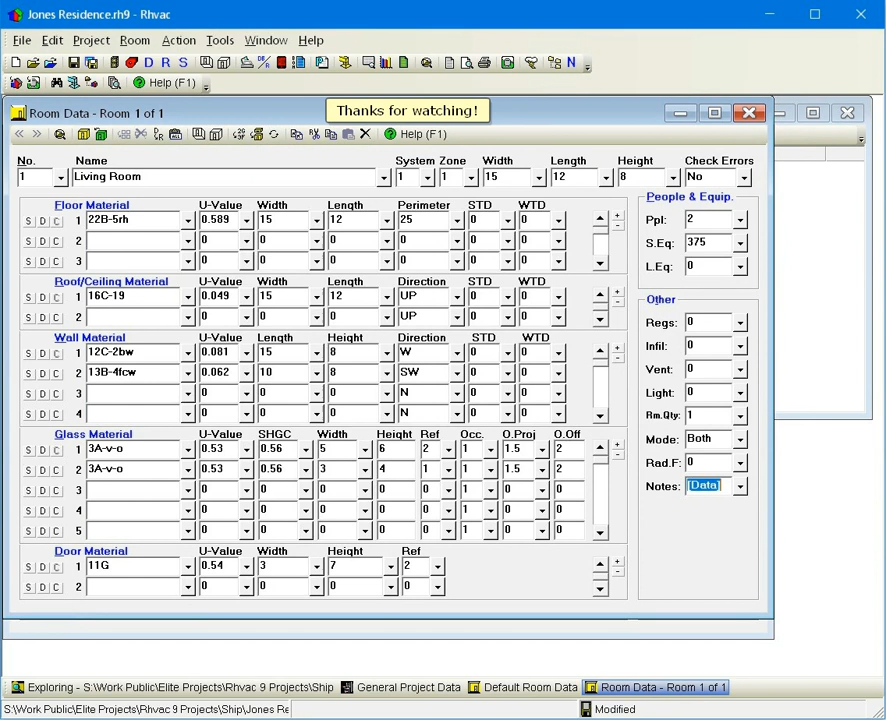 Jones Residence.rh9 - Rhvac
File Edit Project Room Action Tools Window Help
D R S N
Help (F1)
Room Data - Room 1 of 1
Thanks for watching!
Help (F1)
No. Name System Zone Width Length Height Check Errors
1 Living Room 1 1 15 12 8 No
Floor Material U-Value Width Length Perimeter STD WTD
S D C 1 22B-5rh 0.589 15 12 25 0 0
S D C 2 0 0 0 0 0 0
S D C 3 0 0 0 0 0 0
Roof/Ceiling Material U-Value Width Length Direction STD WTD
S D C 1 16C-19 0.049 15 12 UP 0 0
S D C 2 0 0 0 UP 0 0
Wall Material U-Value Length Height Direction STD WTD
S D C 1 12C-2bw 0.081 15 8 W 0 0
S D C 2 13B-4fcw 0.062 10 8 SW 0 0
S D C 3 0 0 0 N 0 0
S D C 4 0 0 0 N 0 0
Glass Material U-Value SHGC Width Height Ref Occ. O.Proj O.Off
S D C 1 3A-v-o 0.53 0.56 5 6 2 1 1.5 2
S D C 2 3A-v-o 0.53 0.56 3 4 1 1 1.5 2
S D C 3 0 0 0 0 0 1 0 0
S D C 4 0 0 0 0 0 1 0 0
S D C 5 0 0 0 0 0 1 0 0
Door Material U-Value Width Height Ref
S D C 1 11G 0.54 3 7 2
S D C 2 0 0 0 0
People & Equip.
Ppl: 2
S.Eq: 375
L.Eq: 0
Other
Regs: 0
Infil: 0
Vent: 0
Light: 0
Rm.Qty: 1
Mode: Both
Rad.F: 0
Notes: [Data]
Exploring - S:\Work Public\Elite Projects\Rhvac 9 Projects\Ship General Project Data Default Room Data Room Data - Room 1 of 1
S:\Work Public\Elite Projects\Rhvac 9 Projects\Ship\Jones Re Modified